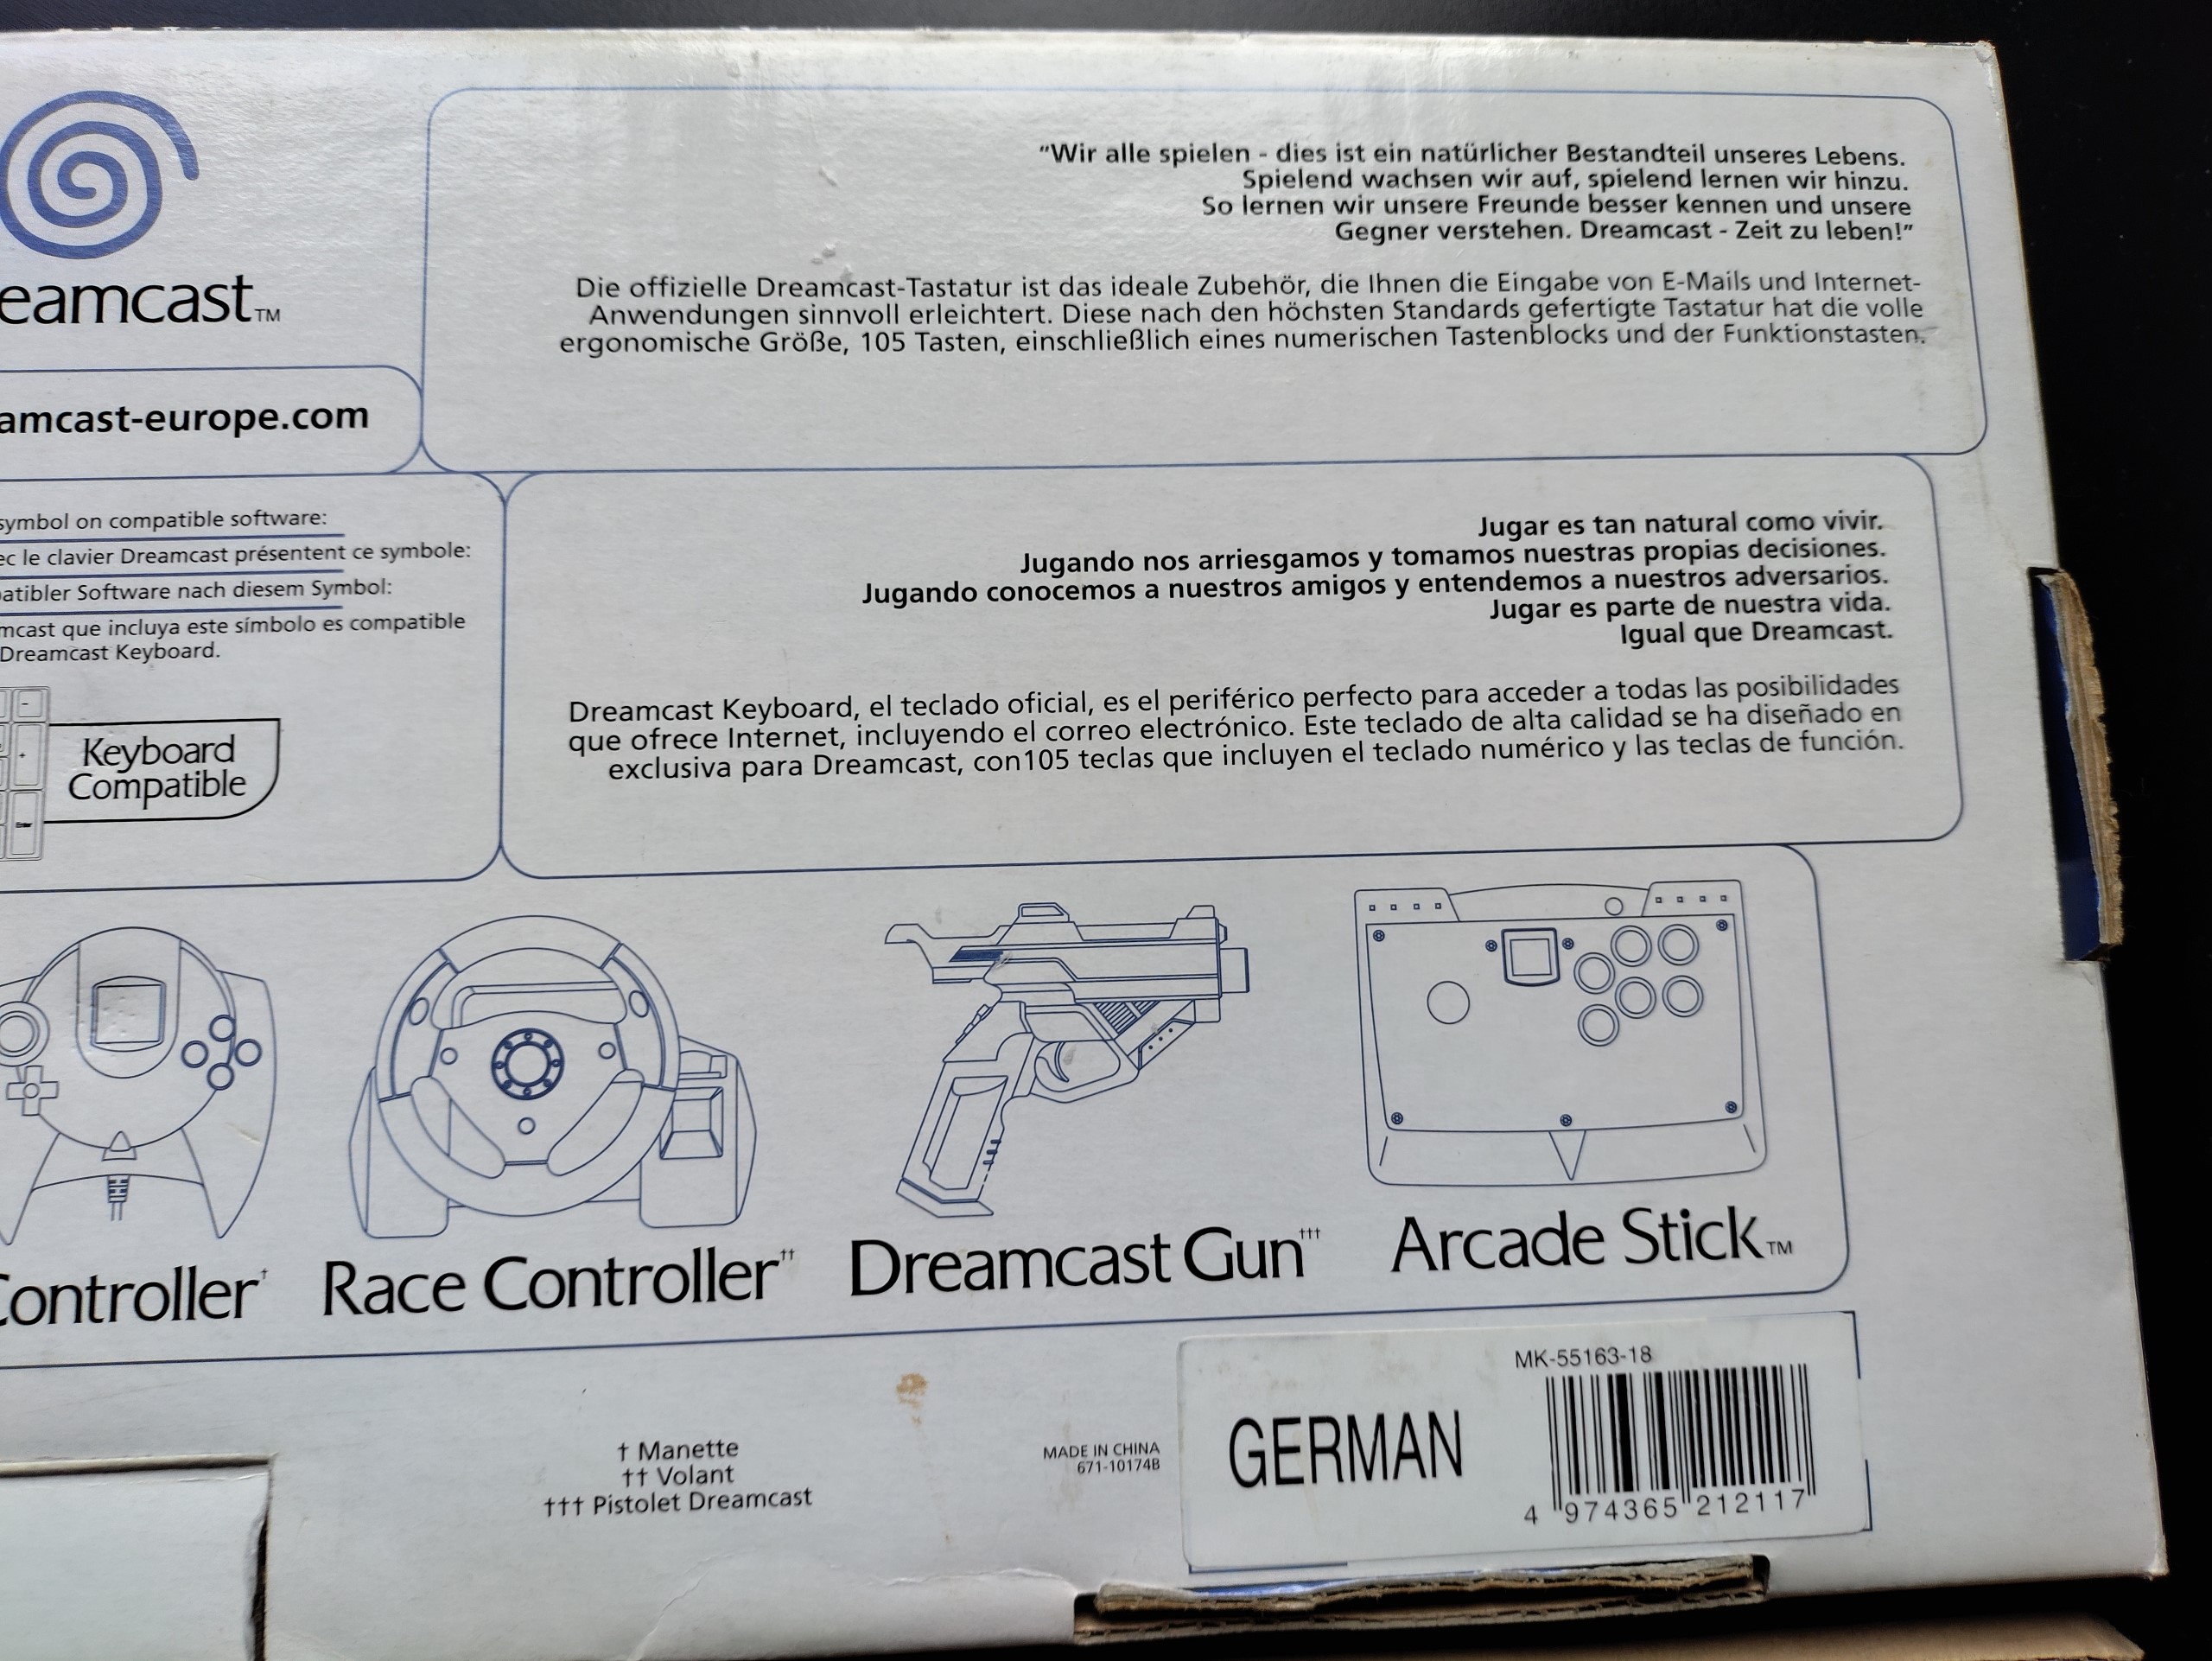 eamcast™
amcast-europe.com
"Wir alle spielen - dies ist ein natürlicher Bestandteil unseres Lebens.
Spielend wachsen wir auf, spielend lernen wir hinzu.
So lernen wir unsere Freunde besser kennen und unsere
Gegner verstehen. Dreamcast - Zeit zu leben!"
Die offizielle Dreamcast-Tastatur ist das ideale Zubehör, die Ihnen die Eingabe von E-Mails und Internet-
Anwendungen sinnvoll erleichtert. Diese nach den höchsten Standards gefertigte Tastatur hat die volle
ergonomische Größe, 105 Tasten, einschließlich eines numerischen Tastenblocks und der Funktionstasten.
symbol on compatible software:
ec le clavier Dreamcast présentent ce symbole:
atibler Software nach diesem Symbol:
mcast que incluya este símbolo es compatible
Dreamcast Keyboard.
Keyboard
Compatible
Jugar es tan natural como vivir.
Jugando nos arriesgamos y tomamos nuestras propias decisiones.
Jugando conocemos a nuestros amigos y entendemos a nuestros adversarios.
Jugar es parte de nuestra vida.
Igual que Dreamcast.
Dreamcast Keyboard, el teclado oficial, es el periférico perfecto para acceder a todas las posibilidades
que ofrece Internet, incluyendo el correo electrónico. Este teclado de alta calidad se ha diseñado en
exclusiva para Dreamcast, con105 teclas que incluyen el teclado numérico y las teclas de función.
Controller†
Race Controller††
Dreamcast Gun†††
Arcade Stick™
† Manette
†† Volant
††† Pistolet Dreamcast
MADE IN CHINA
671-10174B
GERMAN
MK-55163-18
4 974365 212117